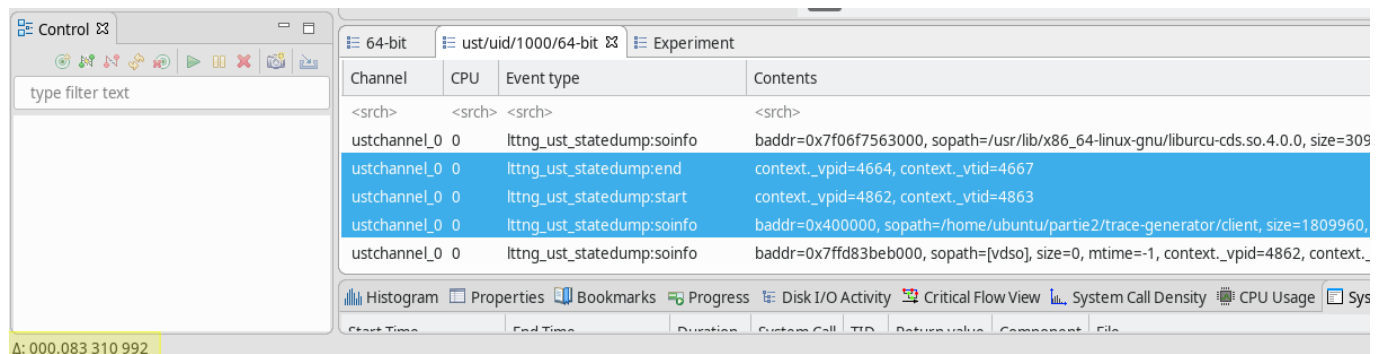 Control
type filter text
64-bit ust/uid/1000/64-bit Experiment
Channel CPU Event type Contents
<srch> <srch> <srch> <srch>
ustchannel_0 0 lttng_ust_statedump:soinfo baddr=0x7f06f7563000, sopath=/usr/lib/x86_64-linux-gnu/liburcu-cds.so.4.0.0, size=309
ustchannel_0 0 lttng_ust_statedump:end context._vpid=4664, context._vtid=4667
ustchannel_0 0 lttng_ust_statedump:start context._vpid=4862, context._vtid=4863
ustchannel_0 0 lttng_ust_statedump:soinfo baddr=0x400000, sopath=/home/ubuntu/partie2/trace-generator/client, size=1809960,
ustchannel_0 0 lttng_ust_statedump:soinfo baddr=0x7ffd83beb000, sopath=[vdso], size=0, mtime=-1, context._vpid=4862, context._
Histogram Properties Bookmarks Progress Disk I/O Activity Critical Flow View System Call Density CPU Usage Sys
Start Time End Time Duration System Call TID Return value Component File
Δ: 000.083 310 992